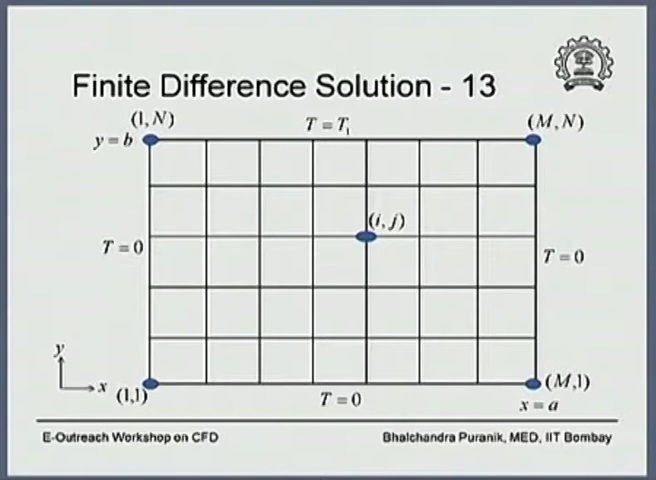 Finite Difference Solution - 13
(1, N)
T = T₁
(M, N)
y = b
(i, j)
T = 0
T = 0
y
x
(1,1)
T = 0
(M,1)
x = a
E-Outreach Workshop on CFD
Bhalchandra Puranik, MED, IIT Bombay